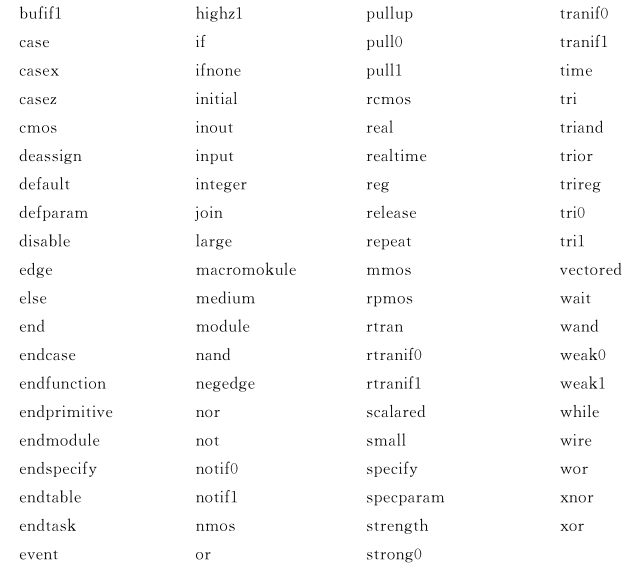 bufif1 highz1 pullup tranif0
case if pull0 tranif1
casex ifnone pull1 time
casez initial rcmos tri
cmos inout real triand
deassign input realtime trior
default integer reg trireg
defparam join release tri0
disable large repeat tri1
edge macromokule mmos vectored
else medium rpmos wait
end module rtran wand
endcase nand rtranif0 weak0
endfunction negedge rtranif1 weak1
endprimitive nor scalared while
endmodule not small wire
endspecify notif0 specify wor
endtable notif1 specparam xnor
endtask nmos strength xor
event or strong0